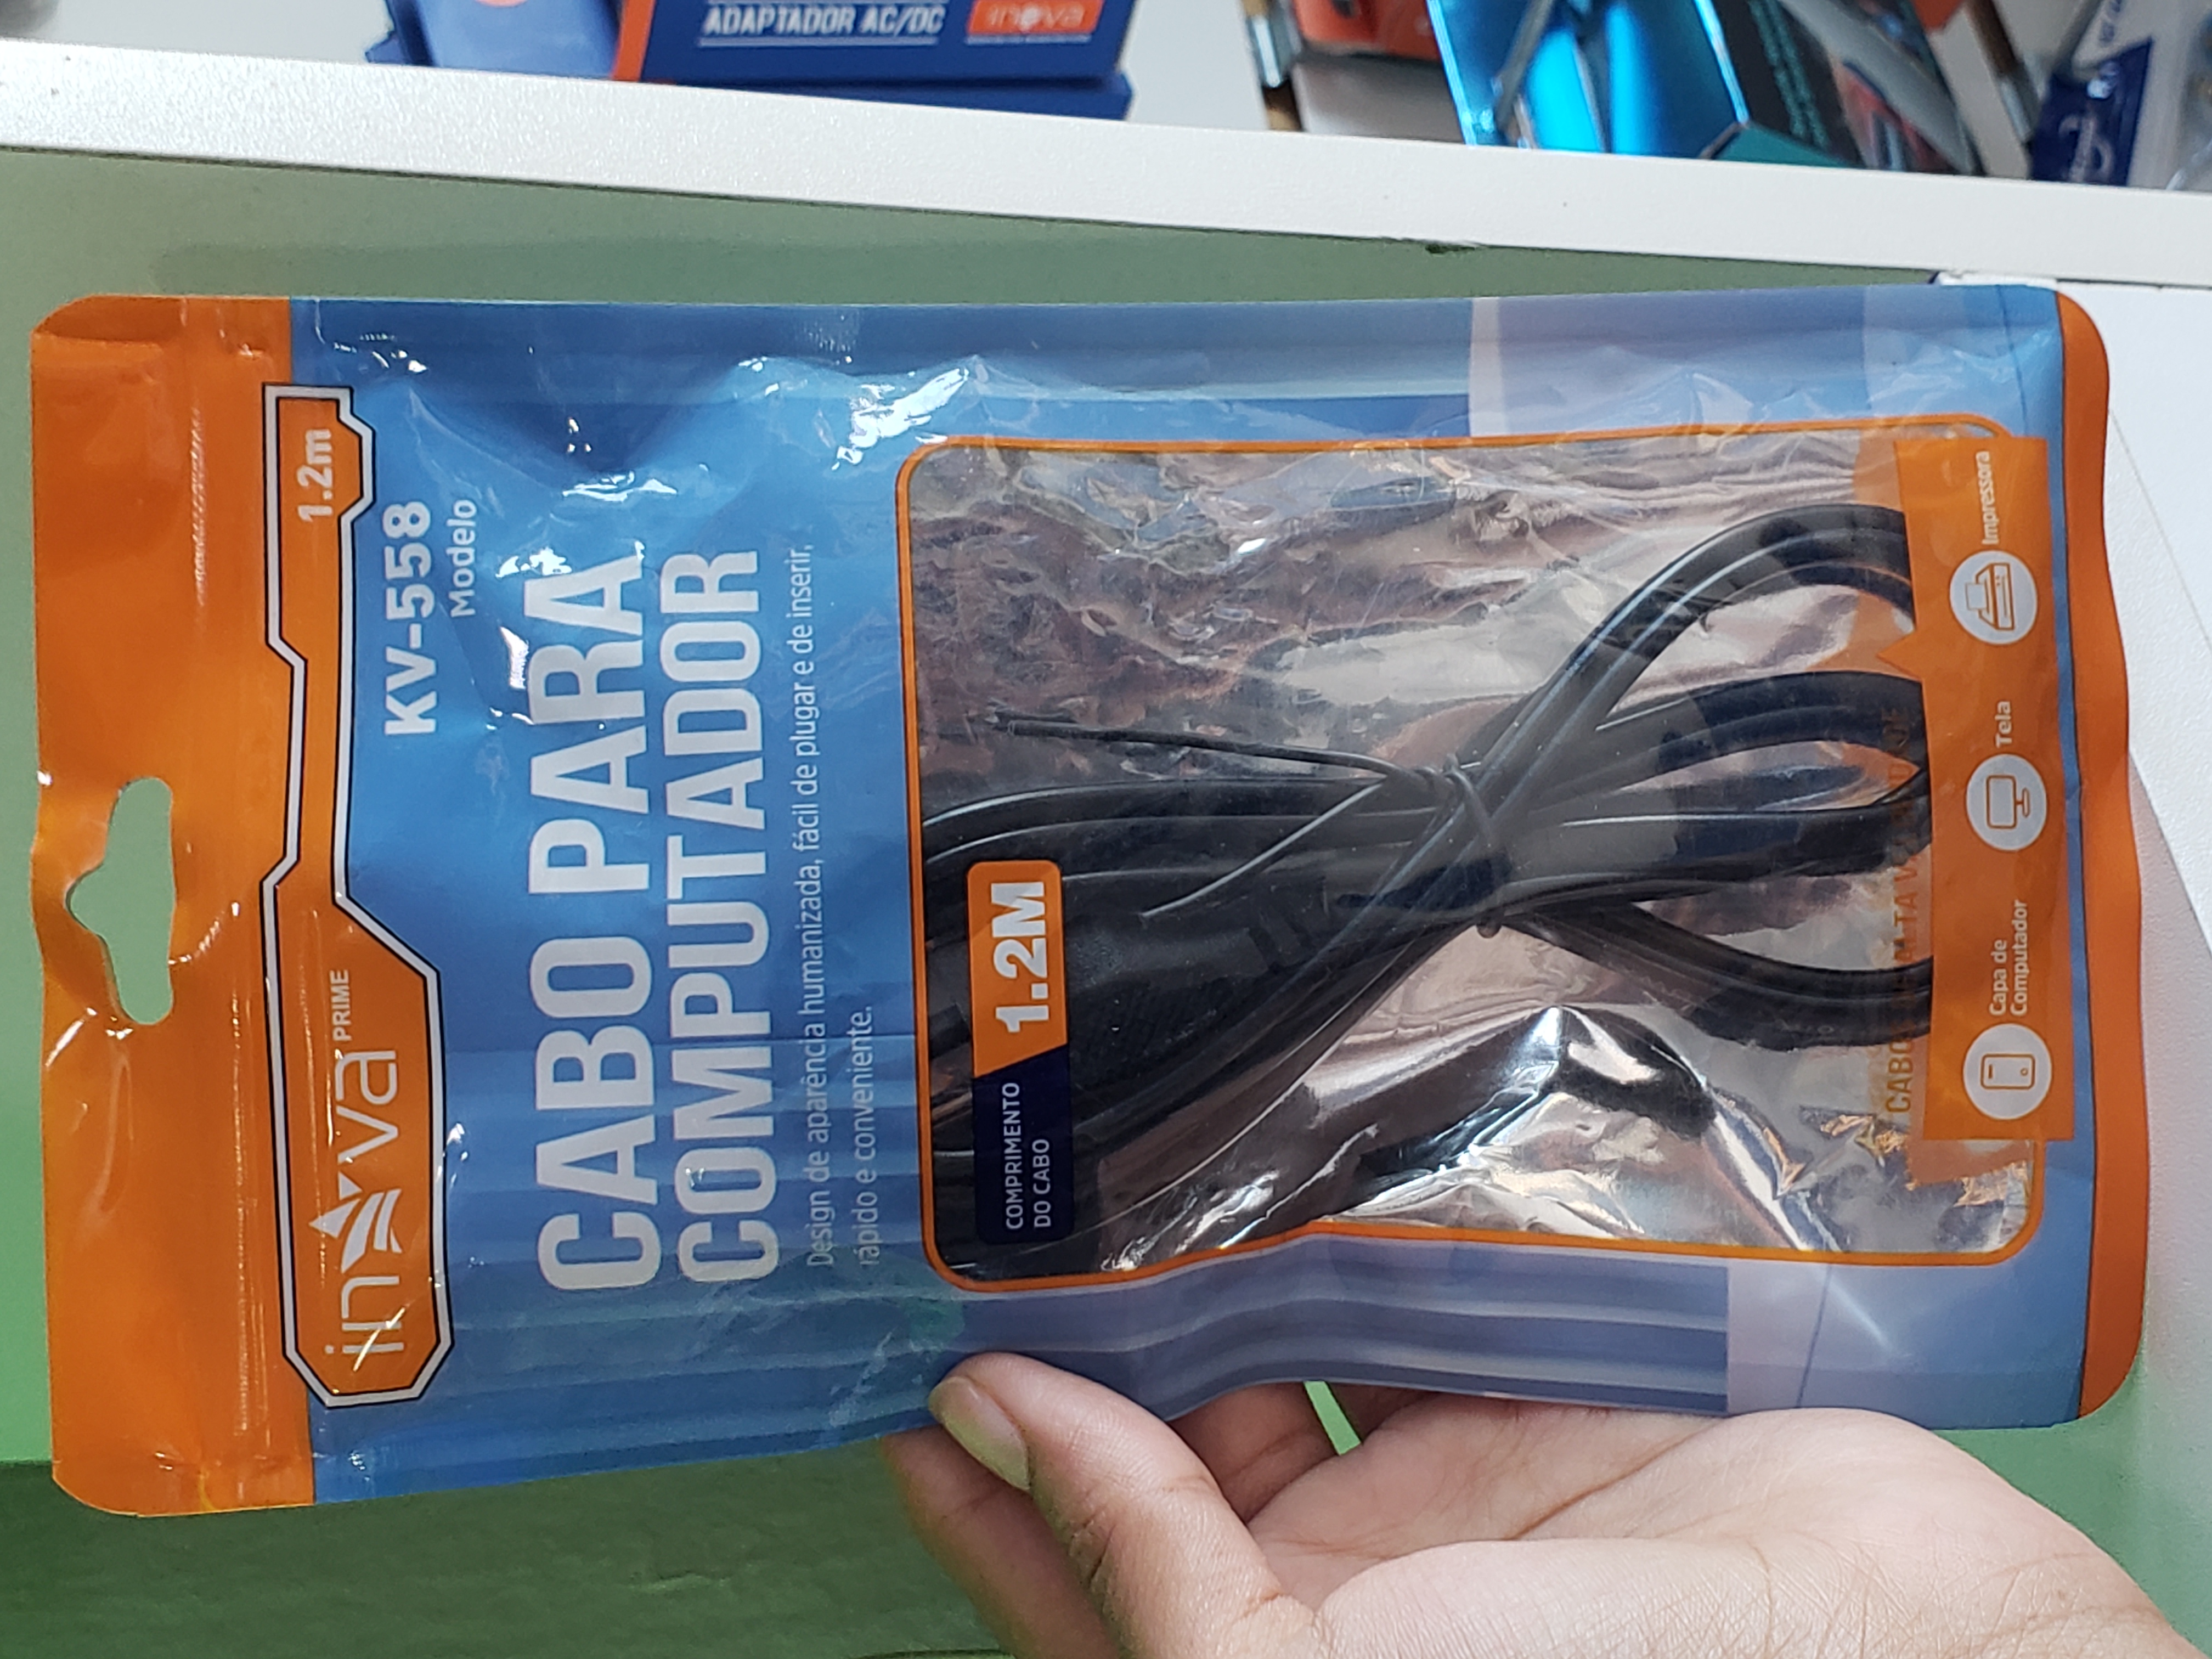 ADAPTADOR AC/DC
inova
inova PRIME
1.2m
KV-558
Modelo
CABO PARA
COMPUTADOR
Design de aparência humanizada, fácil de plugar e de inserir,
rápido e conveniente.
COMPRIMENTO
DO CABO
1.2M
CABO
Capa de
Computador
Tela
Impressora